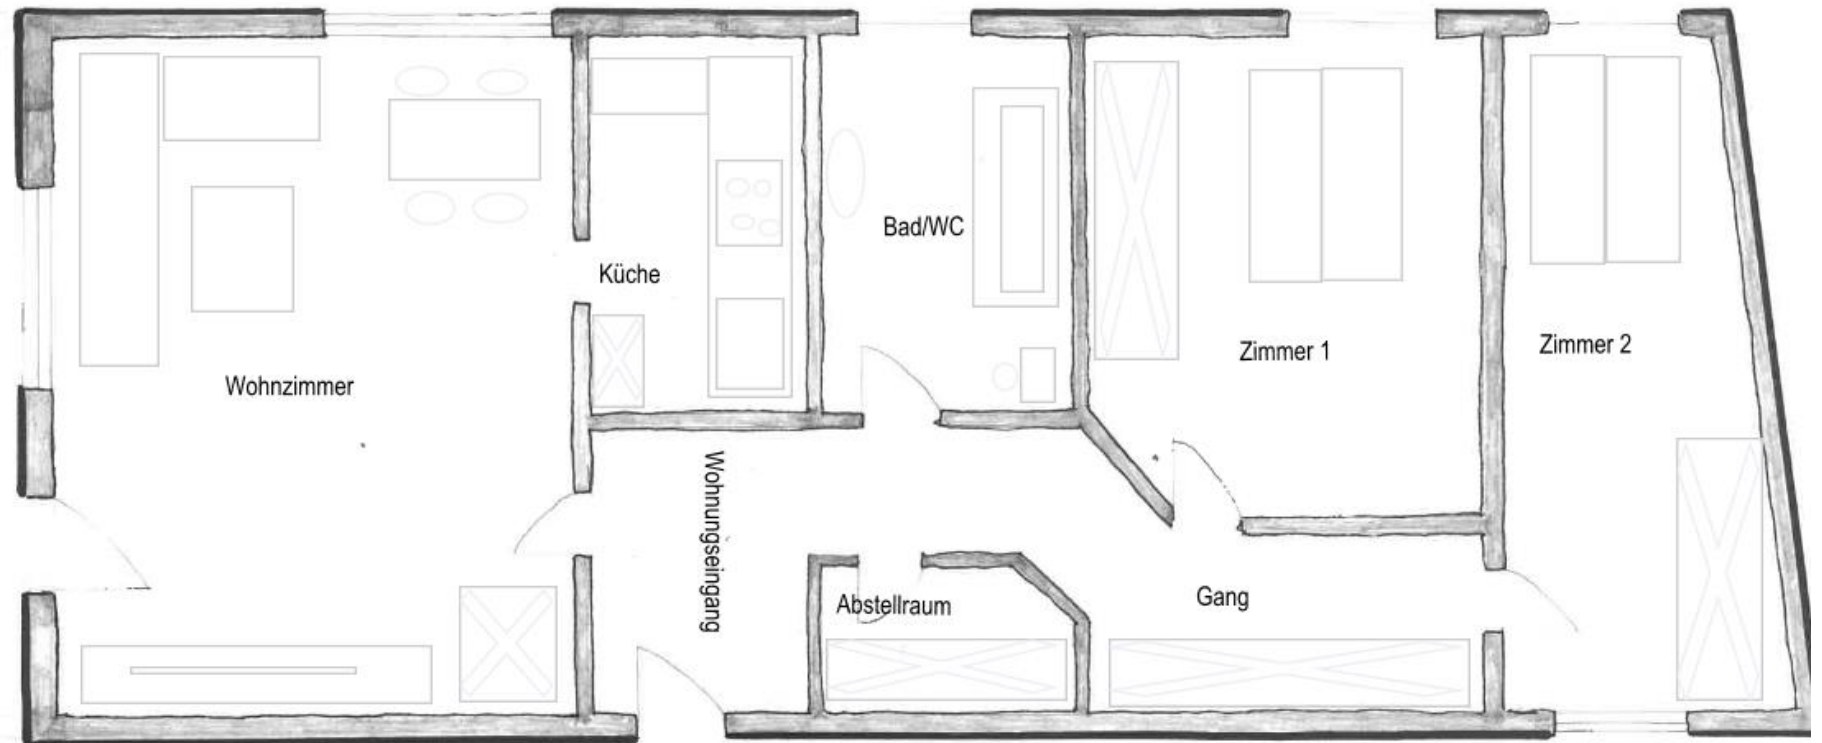 Bad/WC
Küche
Zimmer 2
Zimmer 1
Wohnzimmer
Wohnungseingang
Gang
Abstellraum